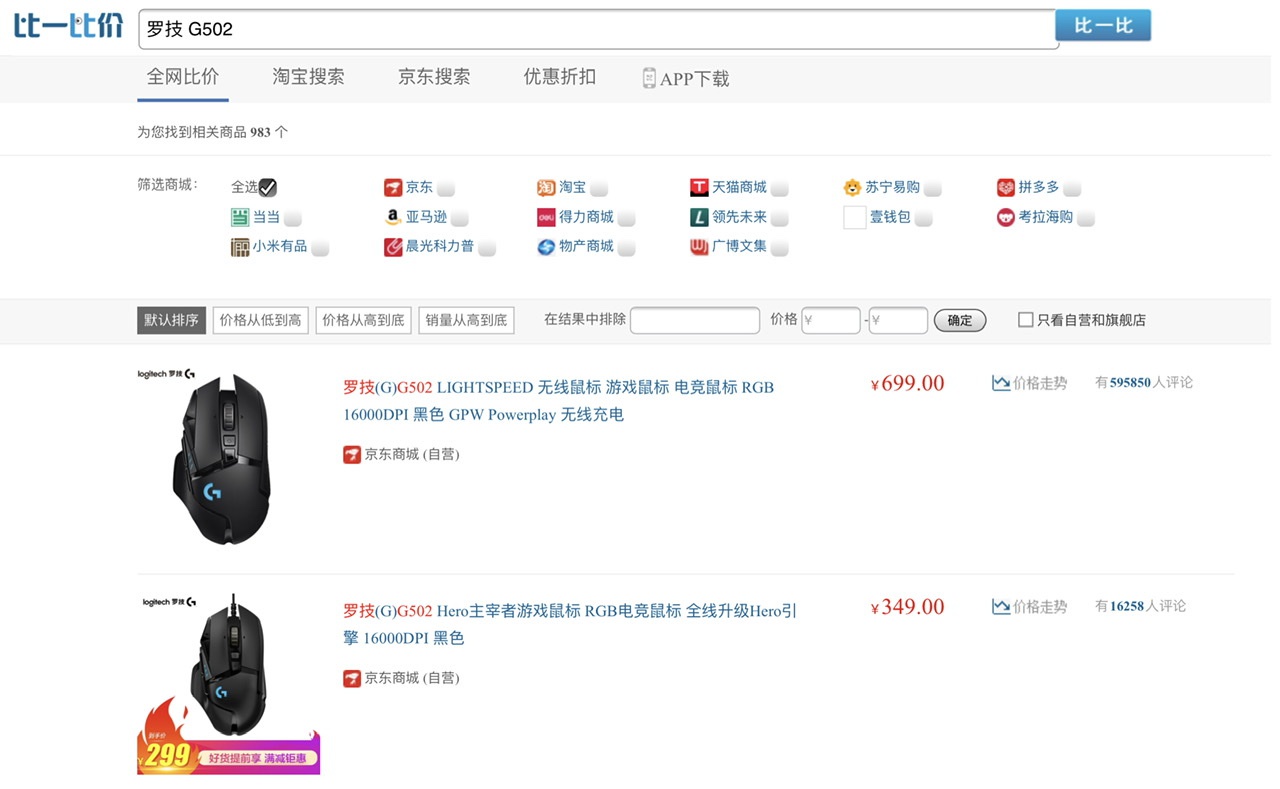 比一比价
罗技 G502
比一比
全网比价 淘宝搜索 京东搜索 优惠折扣 APP下载
为您找到相关商品 983 个
筛选商城: 全选 京东 淘宝 天猫商城 苏宁易购 拼多多
当当 亚马逊 得力商城 领先未来 壹钱包 考拉海购
小米有品 晨光科力普 物产商城 广博文集
默认排序 价格从低到高 价格从高到底 销量从高到底 在结果中排除 价格 ¥ - ¥ 确定 只看自营和旗舰店
logitech 罗技 G
罗技(G)G502 LIGHTSPEED 无线鼠标 游戏鼠标 电竞鼠标 RGB
16000DPI 黑色 GPW Powerplay 无线充电
¥699.00
价格走势
有595850人评论
京东商城 (自营)
logitech 罗技 G
罗技(G)G502 Hero主宰者游戏鼠标 RGB电竞鼠标 全线升级Hero引
擎 16000DPI 黑色
¥349.00
价格走势
有16258人评论
京东商城 (自营)
到手价
¥299
好货提前享 满减钜惠